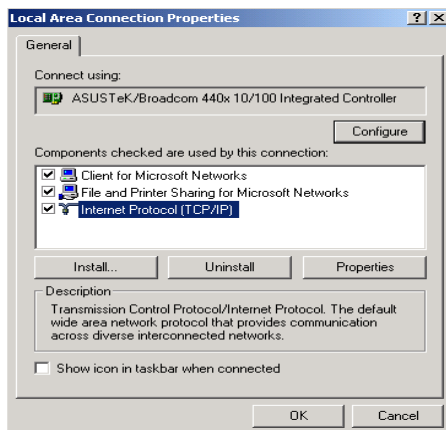 Local Area Connection Properties
General
Connect using:
ASUSTeK/Broadcom 440x 10/100 Integrated Controller
Configure
Components checked are used by this connection:
Client for Microsoft Networks
File and Printer Sharing for Microsoft Networks
Internet Protocol (TCP/IP)
Install... Uninstall Properties
Description
Transmission Control Protocol/Internet Protocol. The default
wide area network protocol that provides communication
across diverse interconnected networks.
Show icon in taskbar when connected
OK Cancel